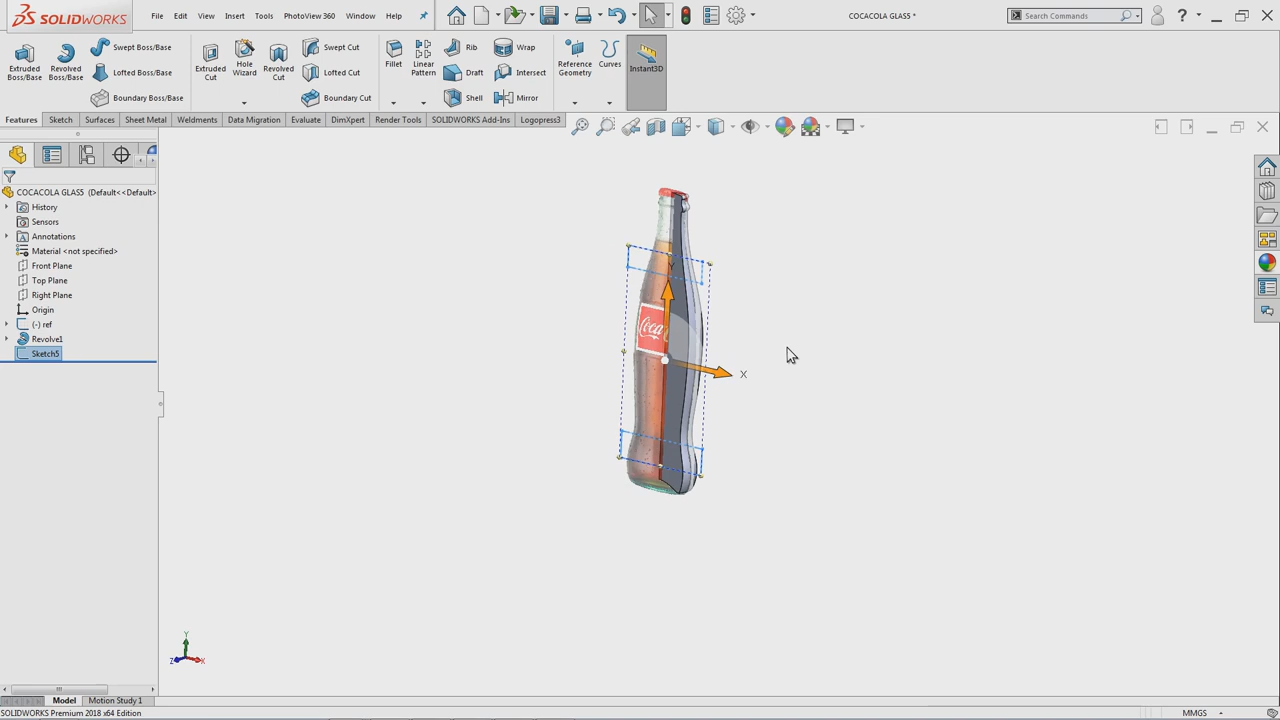 SOLIDWORKS
File Edit View Insert Tools PhotoView 360 Window Help
COCACOLA GLAS5 *
Search Commands
?
Extruded Boss/Base
Revolved Boss/Base
Swept Boss/Base
Lofted Boss/Base
Boundary Boss/Base
Extruded Cut
Hole Wizard
Revolved Cut
Swept Cut
Lofted Cut
Boundary Cut
Fillet
Linear Pattern
Rib
Draft
Shell
Wrap
Intersect
Mirror
Reference Geometry
Curves
Instant3D
Features Sketch Surfaces Sheet Metal Weldments Data Migration Evaluate DimXpert Render Tools SOLIDWORKS Add-Ins Logopress3
COCACOLA GLAS5 (Default<<Default>
History
Sensors
Annotations
Material <not specified>
Front Plane
Top Plane
Right Plane
Origin
(-) ref
Revolve1
Sketch5
Coca
Y
X
Y
Z
X
Model Motion Study 1
SOLIDWORKS Premium 2018 x64 Edition
MMGS